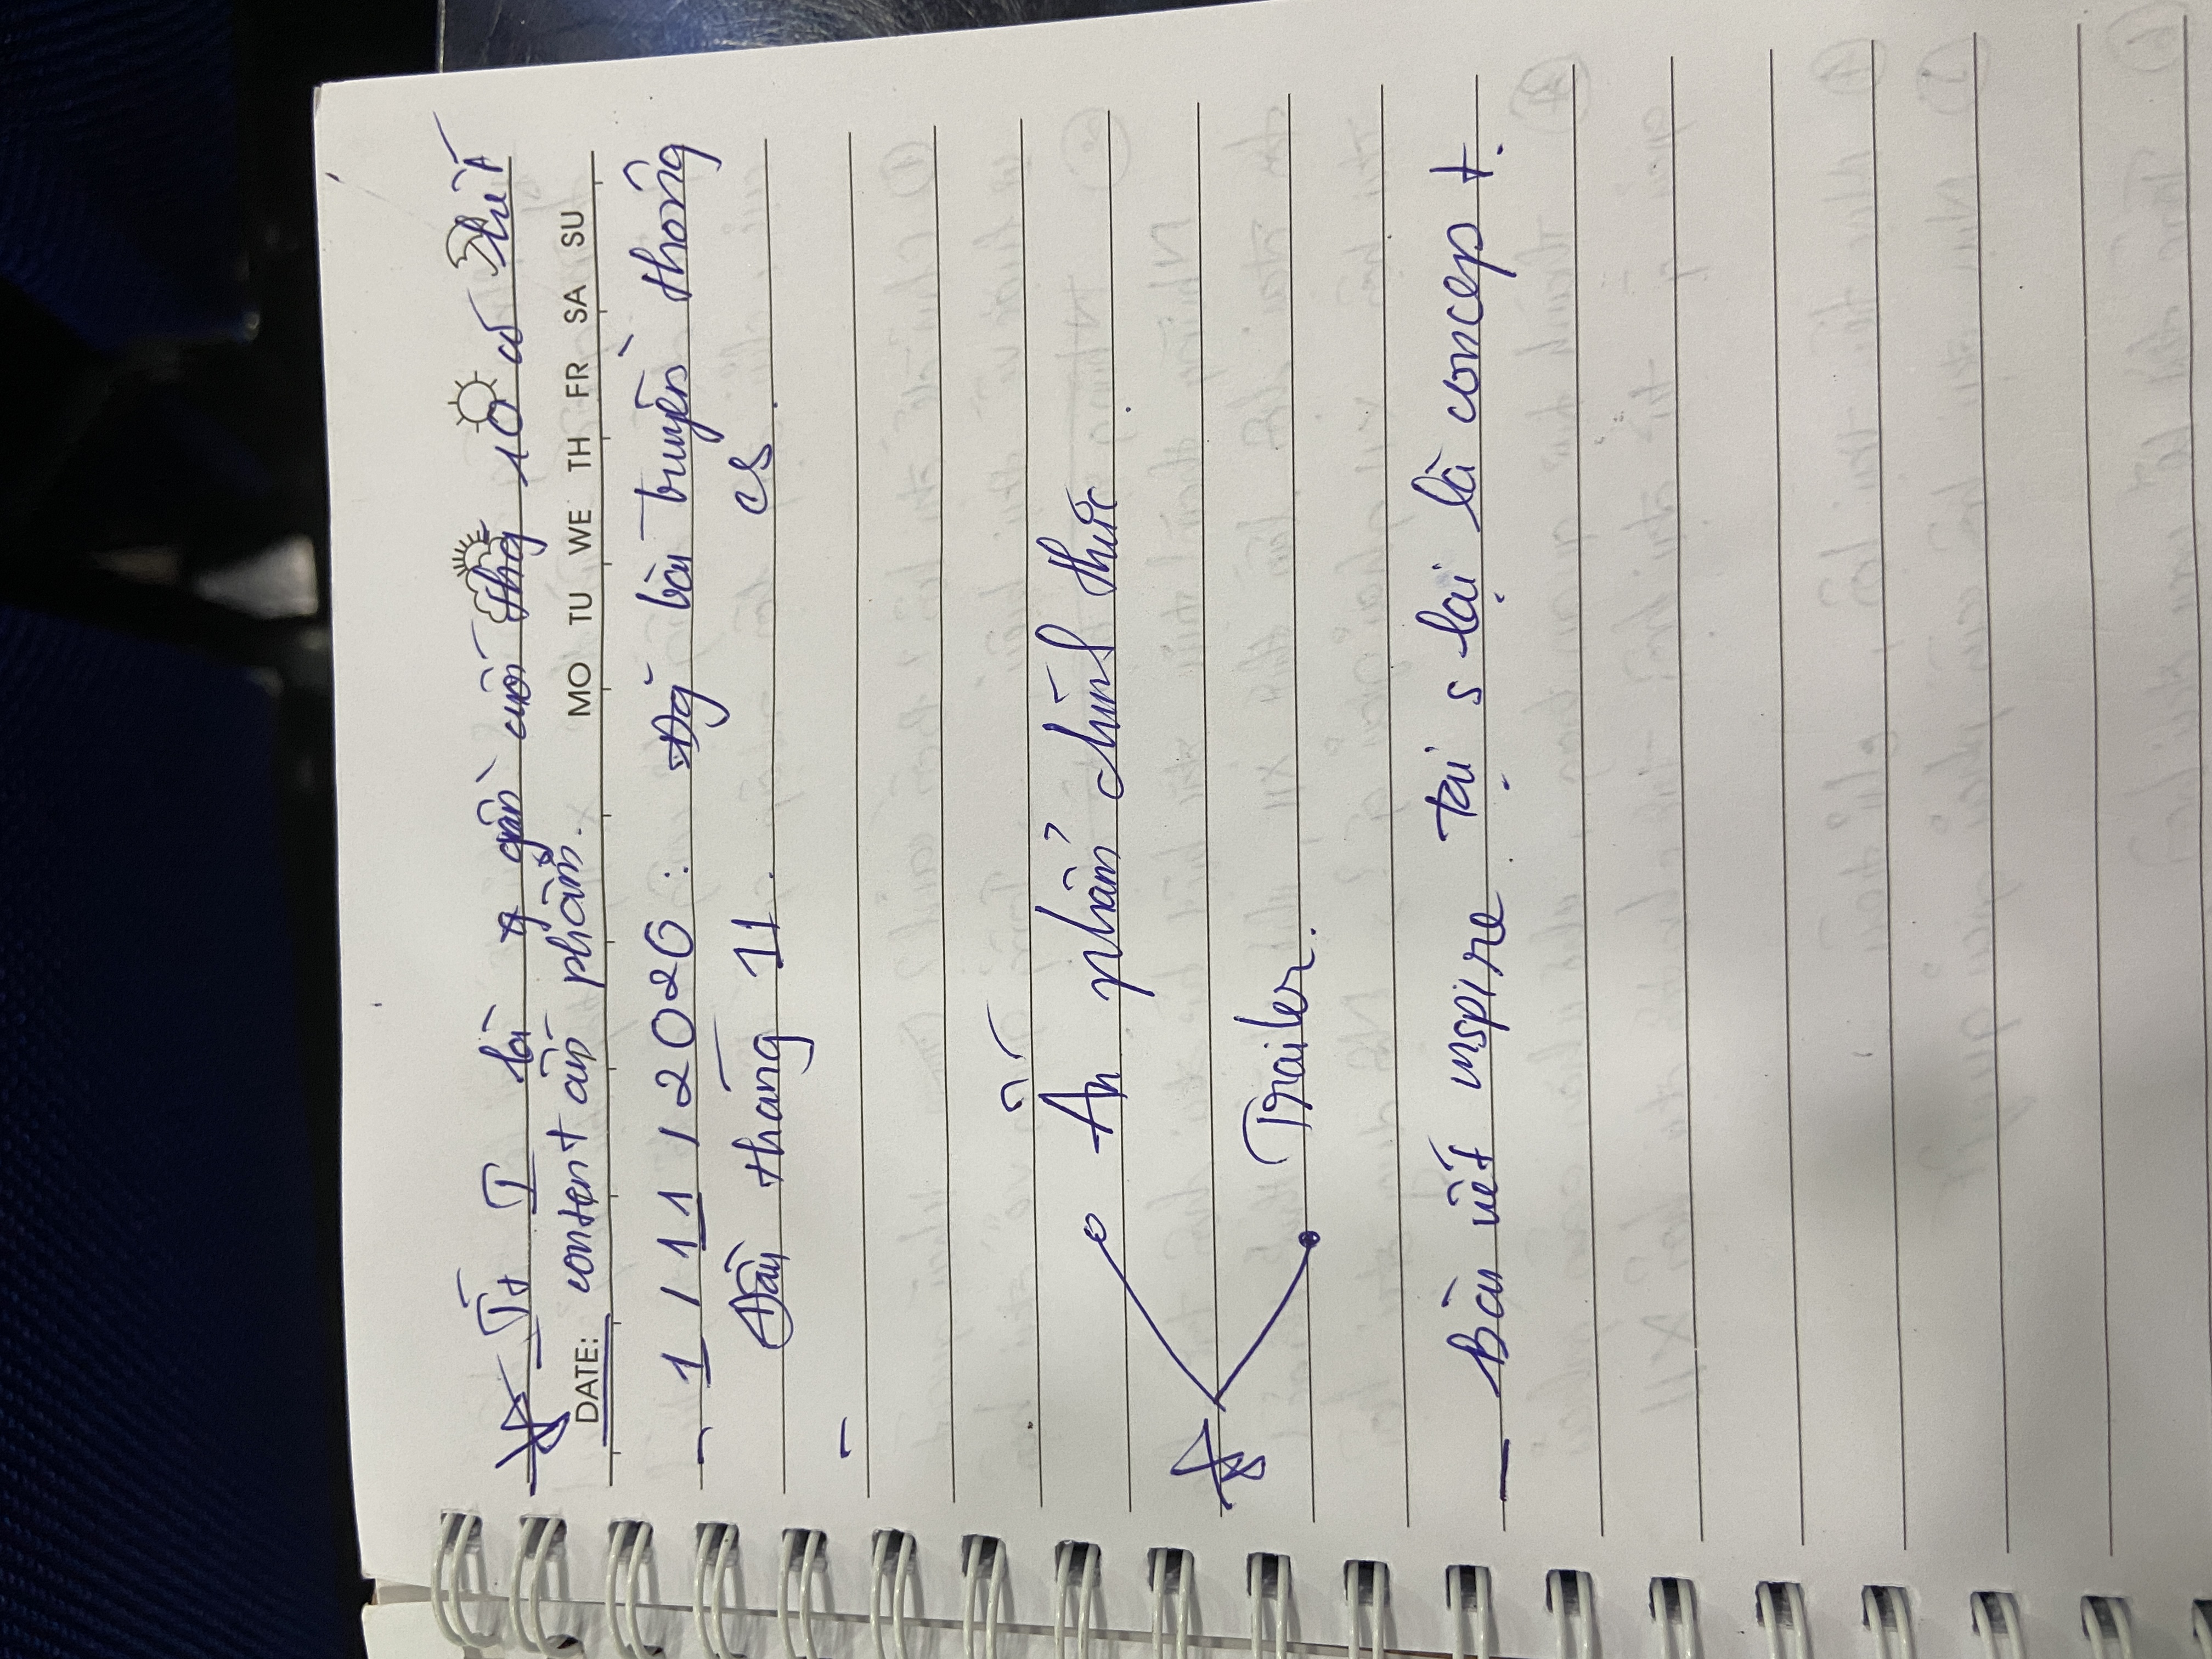 Tt I là gần cuối thg 10 có hết
DATE: content ấn phẩm. MO TU WE TH FR SA SU
- 1/11/2020: Đg bài truyền thông
Đầu tháng 11. CS.
-
Ấn phẩm chính thức.
Trailer.
- Bài viết inspire tại s lại là concept.